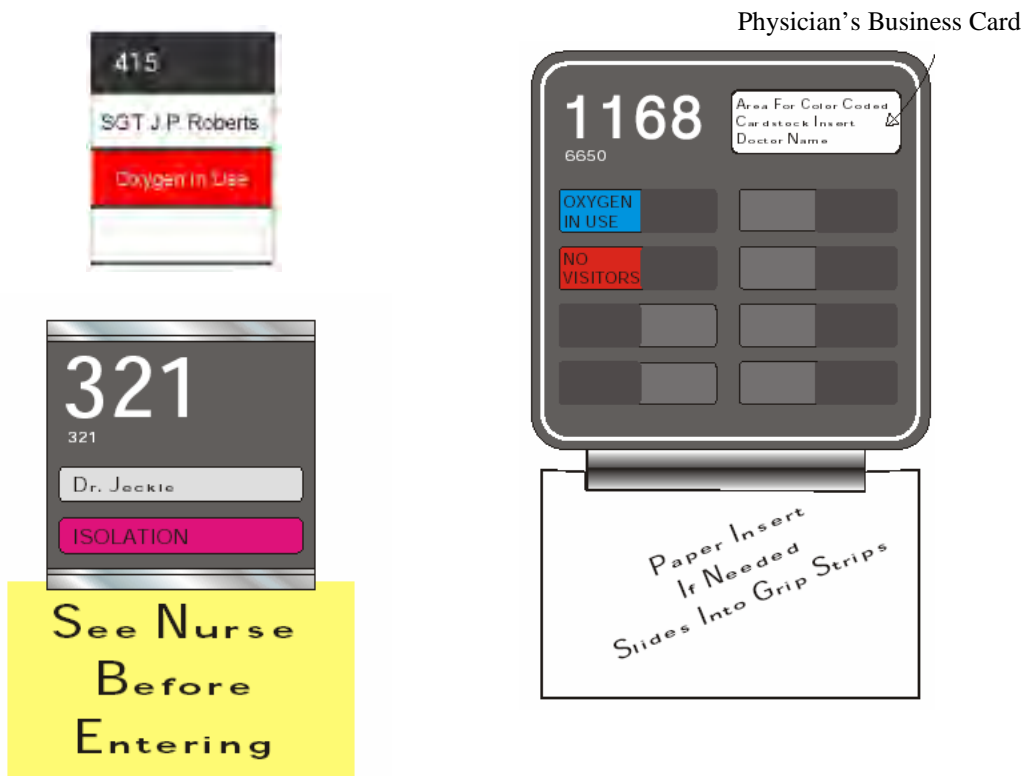 Physician’s Business Card
415
SGT J.P. Roberts
Oxygen in Use
1168
6650
Area For Color Coded
Cardstock Insert
Doctor Name
OXYGEN
IN USE
NO
VISITORS
321
321
Dr. Jeckle
ISOLATION
See Nurse
Before
Entering
Paper Insert
If Needed
Slides Into Grip Strips